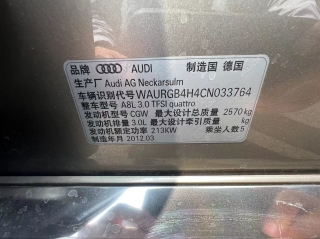 品牌 AUDI 制造国 德国
生产厂 Audi AG Neckarsulm
车辆识别代号 WAURGB4H4CN033764
整车型号 A8L 3.0 TFSI quattro
发动机型号 CGW 最大设计总质量 2570 kg
发动机排量 3.0L 最大设计牵引质量 kg
发动机额定功率 213KW 乘坐人数 5
制造年月 2012.03